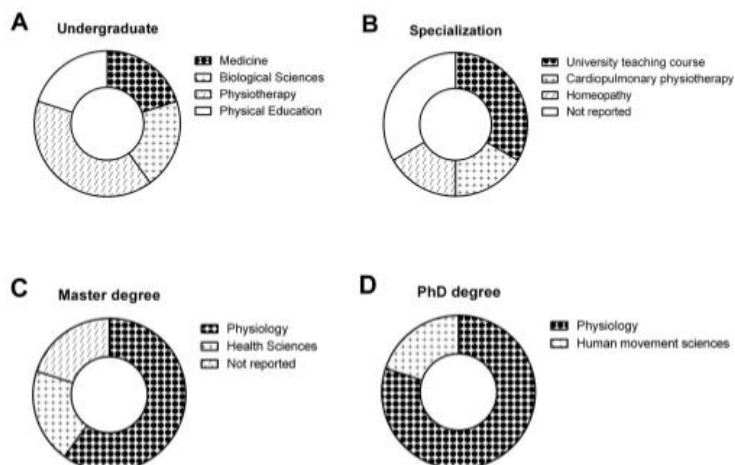 A
Undergraduate
Medicine
Biological Sciences
Physiotherapy
Physical Education
B
Specialization
University teaching course
Cardiopulmonary physiotherapy
Homeopathy
Not reported
C
Master degree
Physiology
Health Sciences
Not reported
D
PhD degree
Physiology
Human movement sciences